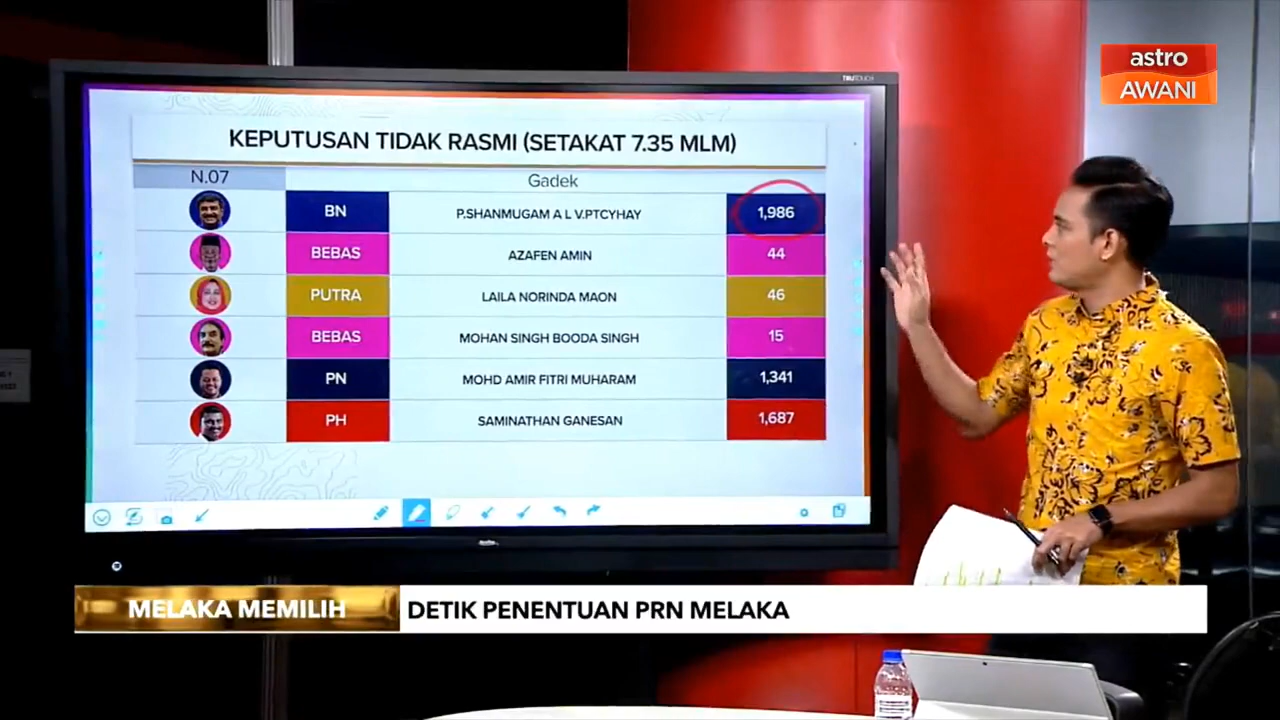 astro
AWANI
KEPUTUSAN TIDAK RASMI (SETAKAT 7.35 MLM)
N.07 Gadek
BN P.SHANMUGAM A L V.PTCYHAY 1,986
BEBAS AZAFEN AMIN 44
PUTRA LAILA NORINDA MAON 46
BEBAS MOHAN SINGH BOODA SINGH 15
PN MOHD AMIR FITRI MUHARAM 1,341
PH SAMINATHAN GANESAN 1,687
MELAKA MEMILIH DETIK PENENTUAN PRN MELAKA